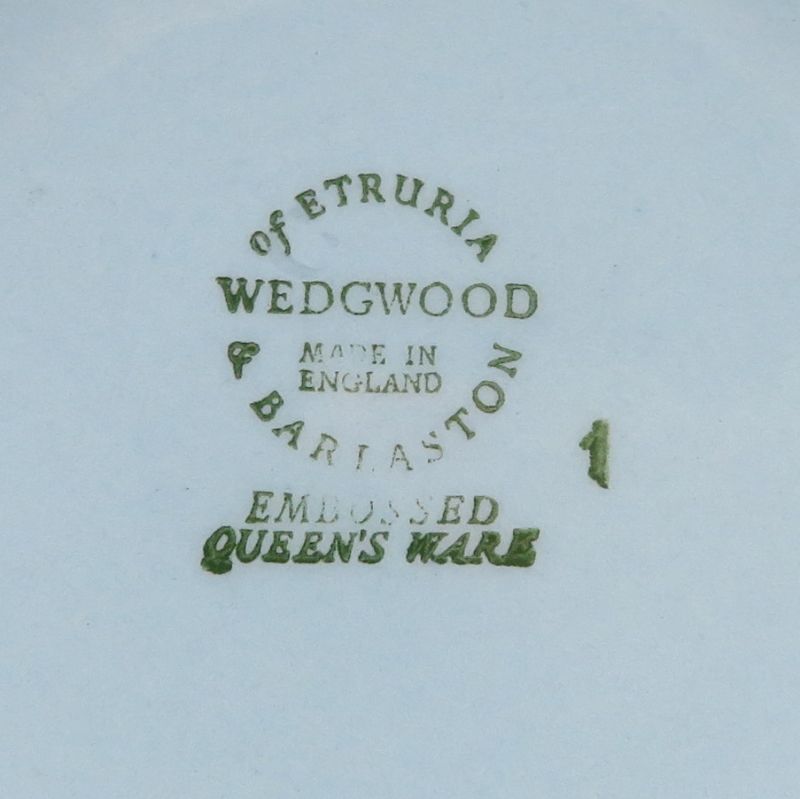 of ETRURIA
WEDGWOOD
MADE IN
ENGLAND
& BARLASTON
EMBOSSED
QUEEN'S WARE
1